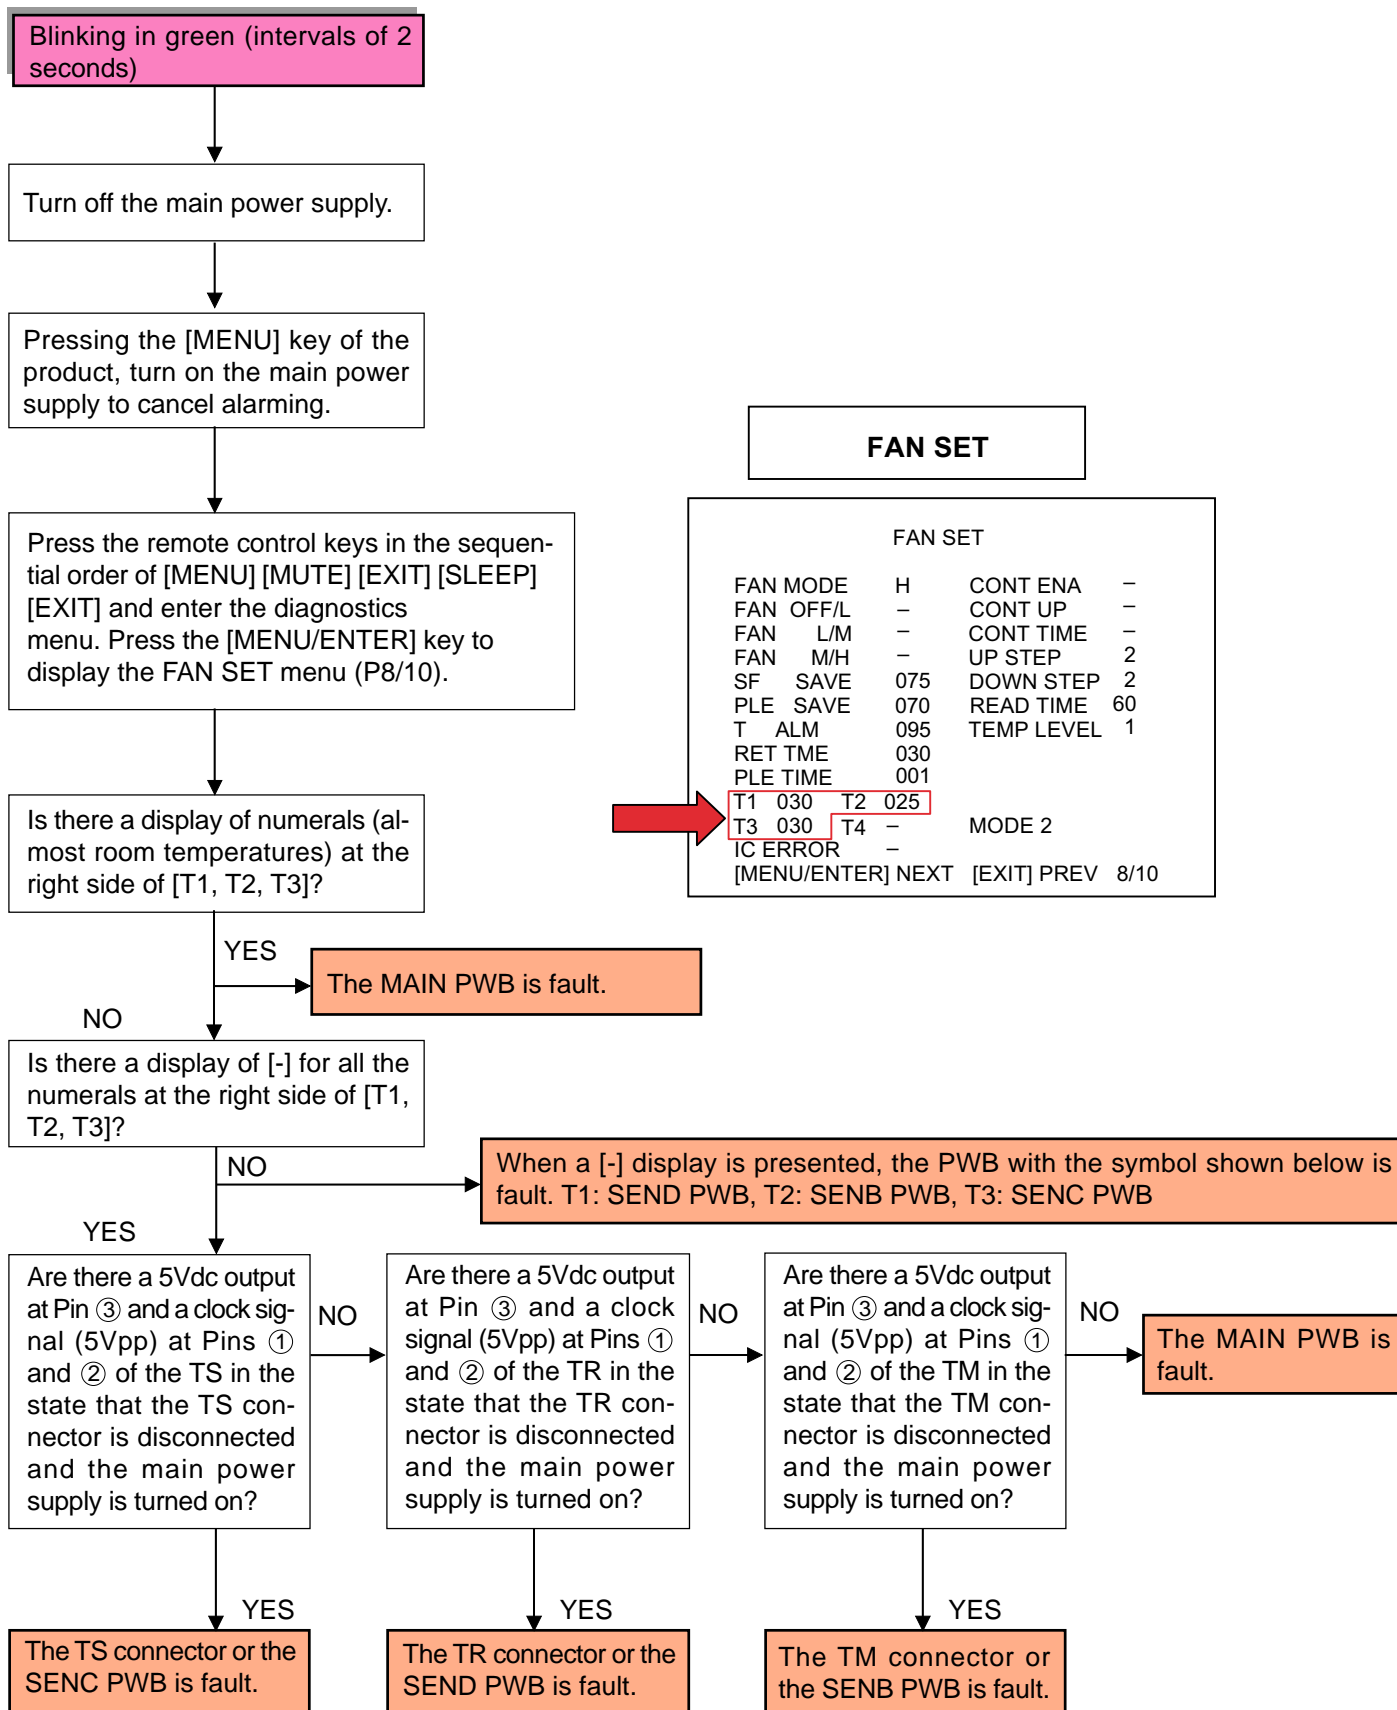 Blinking in green (intervals of 2
seconds)
Turn off the main power supply.
Pressing the [MENU] key of the
product, turn on the main power
supply to cancel alarming.
Press the remote control keys in the sequen-
tial order of [MENU] [MUTE] [EXIT] [SLEEP]
[EXIT] and enter the diagnostics
menu. Press the [MENU/ENTER] key to
display the FAN SET menu (P8/10).
FAN SET
FAN SET
FAN MODE H CONT ENA –
FAN OFF/L – CONT UP –
FAN L/M – CONT TIME –
FAN M/H – UP STEP 2
SF SAVE 075 DOWN STEP 2
PLE SAVE 070 READ TIME 60
T ALM 095 TEMP LEVEL 1
RET TME 030
PLE TIME 001
T1 030 T2 025
T3 030 T4 – MODE 2
IC ERROR –
[MENU/ENTER] NEXT [EXIT] PREV 8/10
Is there a display of numerals (al-
most room temperatures) at the
right side of [T1, T2, T3]?
YES
The MAIN PWB is fault.
NO
Is there a display of [-] for all the
numerals at the right side of [T1,
T2, T3]?
NO
When a [-] display is presented, the PWB with the symbol shown below is
fault. T1: SEND PWB, T2: SENB PWB, T3: SENC PWB
YES
Are there a 5Vdc output
at Pin ③ and a clock sig-
nal (5Vpp) at Pins ①
and ② of the TS in the
state that the TS con-
nector is disconnected
and the main power
supply is turned on?
NO
Are there a 5Vdc output
at Pin ③ and a clock
signal (5Vpp) at Pins ①
and ② of the TR in the
state that the TR con-
nector is disconnected
and the main power
supply is turned on?
NO
Are there a 5Vdc output
at Pin ③ and a clock sig-
nal (5Vpp) at Pins ①
and ② of the TM in the
state that the TM con-
nector is disconnected
and the main power
supply is turned on?
NO
The MAIN PWB is
fault.
YES
The TS connector or the
SENC PWB is fault.
YES
The TR connector or the
SEND PWB is fault.
YES
The TM connector or
the SENB PWB is fault.